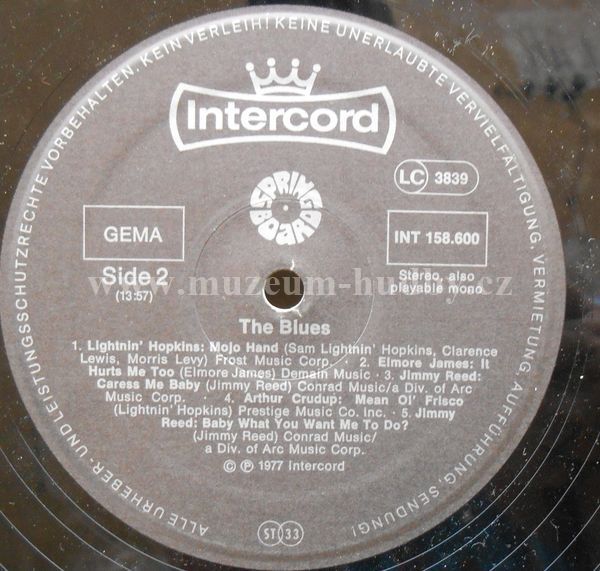 ALLE URHEBER- UND LEISTUNGSSCHUTZRECHTE VORBEHALTEN. KEIN VERLEIH! KEINE UNERLAUBTE VERVIELFÄLTIGUNG, VERMIETUNG, AUFFÜHRUNG, SENDUNG!
Intercord
LC 3839
SPRING
BOARD
GEMA
INT 158.600
Side 2
(13:57)
Stereo, also
playable mono
The Blues
1. Lightnin' Hopkins: Mojo Hand (Sam Lightnin' Hopkins, Clarence
Lewis, Morris Levy) Frost Music Corp. · 2. Elmore James: It
Hurts Me Too (Elmore James) Demain Music · 3. Jimmy Reed:
Caress Me Baby (Jimmy Reed) Conrad Music/a Div. of Arc
Music Corp. · 4. Arthur Crudup: Mean Ol' Frisco
(Lightnin' Hopkins) Prestige Music Co. Inc. · 5. Jimmy
Reed: Baby What You Want Me To Do?
(Jimmy Reed) Conrad Music/
a Div. of Arc Music Corp.
© ℗ 1977 Intercord
ST 33